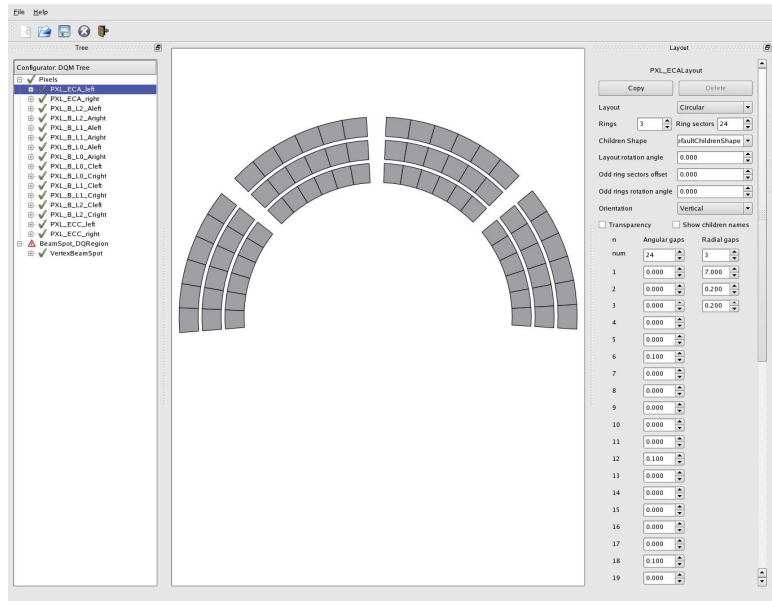 File Help
Tree
Layout
Configurator: DQM Tree
Pixels
PXL_ECA_left
PXL_ECA_right
PXL_B_L2_Aleft
PXL_B_L2_Aright
PXL_B_L1_Aleft
PXL_B_L1_Aright
PXL_B_L0_Aleft
PXL_B_L0_Aright
PXL_B_L0_Cleft
PXL_B_L0_Cright
PXL_B_L1_Cleft
PXL_B_L1_Cright
PXL_B_L2_Cleft
PXL_B_L2_Cright
PXL_ECC_left
PXL_ECC_right
BeamSpot_DQRegion
VertexBeamSpot
PXL_ECALayout
Copy Delete
Layout Circular
Rings 3 Ring sectors 24
Children Shape efaultChildrenShape
Layout rotation angle 0.000
Odd ring sectors offset 0.000
Odd rings rotation angle 0.000
Orientation Vertical
Transparency Show children names
n Angular gaps Radial gaps
num 24 3
1 0.000 7.000
2 0.000 0.200
3 0.000 0.200
4 0.000
5 0.000
6 0.100
7 0.000
8 0.000
9 0.000
10 0.000
11 0.000
12 0.100
13 0.000
14 0.000
15 0.000
16 0.000
17 0.000
18 0.100
19 0.000